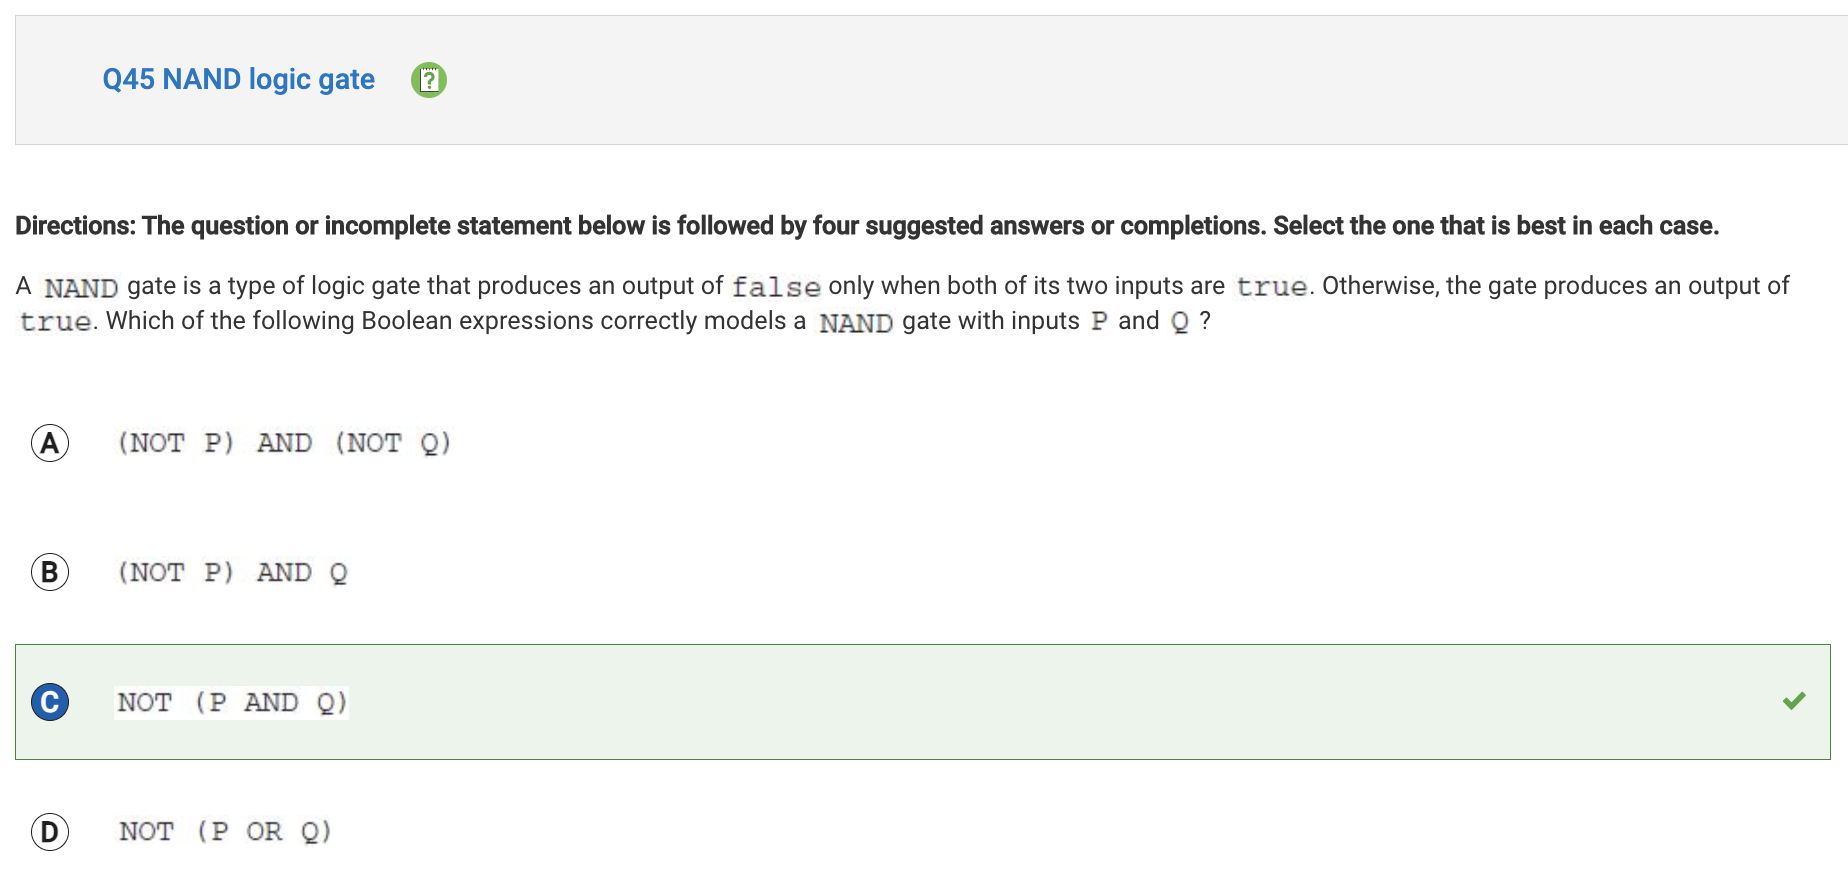 Q45 NAND logic gate
Directions: The question or incomplete statement below is followed by four suggested answers or completions. Select the one that is best in each case.
A NAND gate is a type of logic gate that produces an output of false only when both of its two inputs are true. Otherwise, the gate produces an output of
true. Which of the following Boolean expressions correctly models a NAND gate with inputs P and Q ?
A (NOT P) AND (NOT Q)
B (NOT P) AND Q
C NOT (P AND Q)
D NOT (P OR Q)